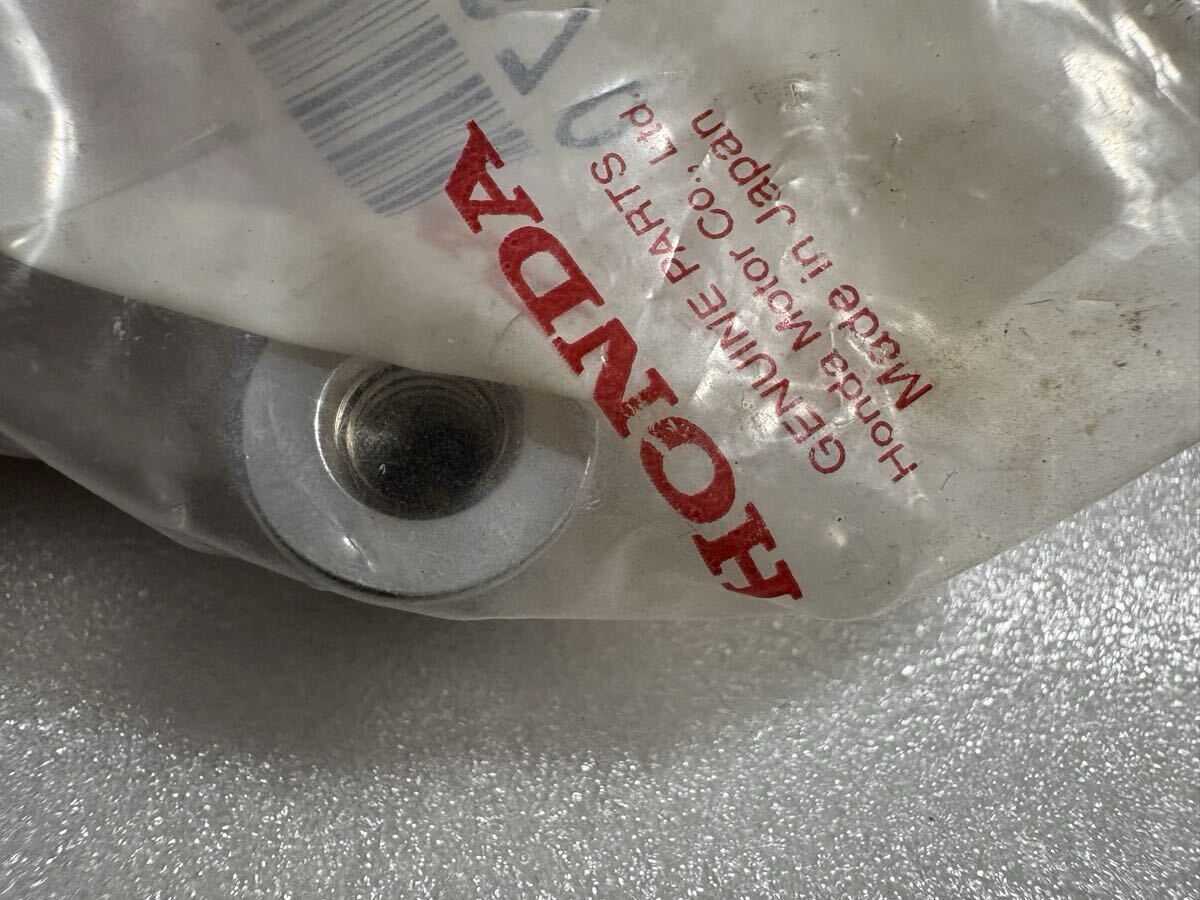 HONDA
GENUINE PARTS
Honda Motor Co., Ltd.
Made in Japan